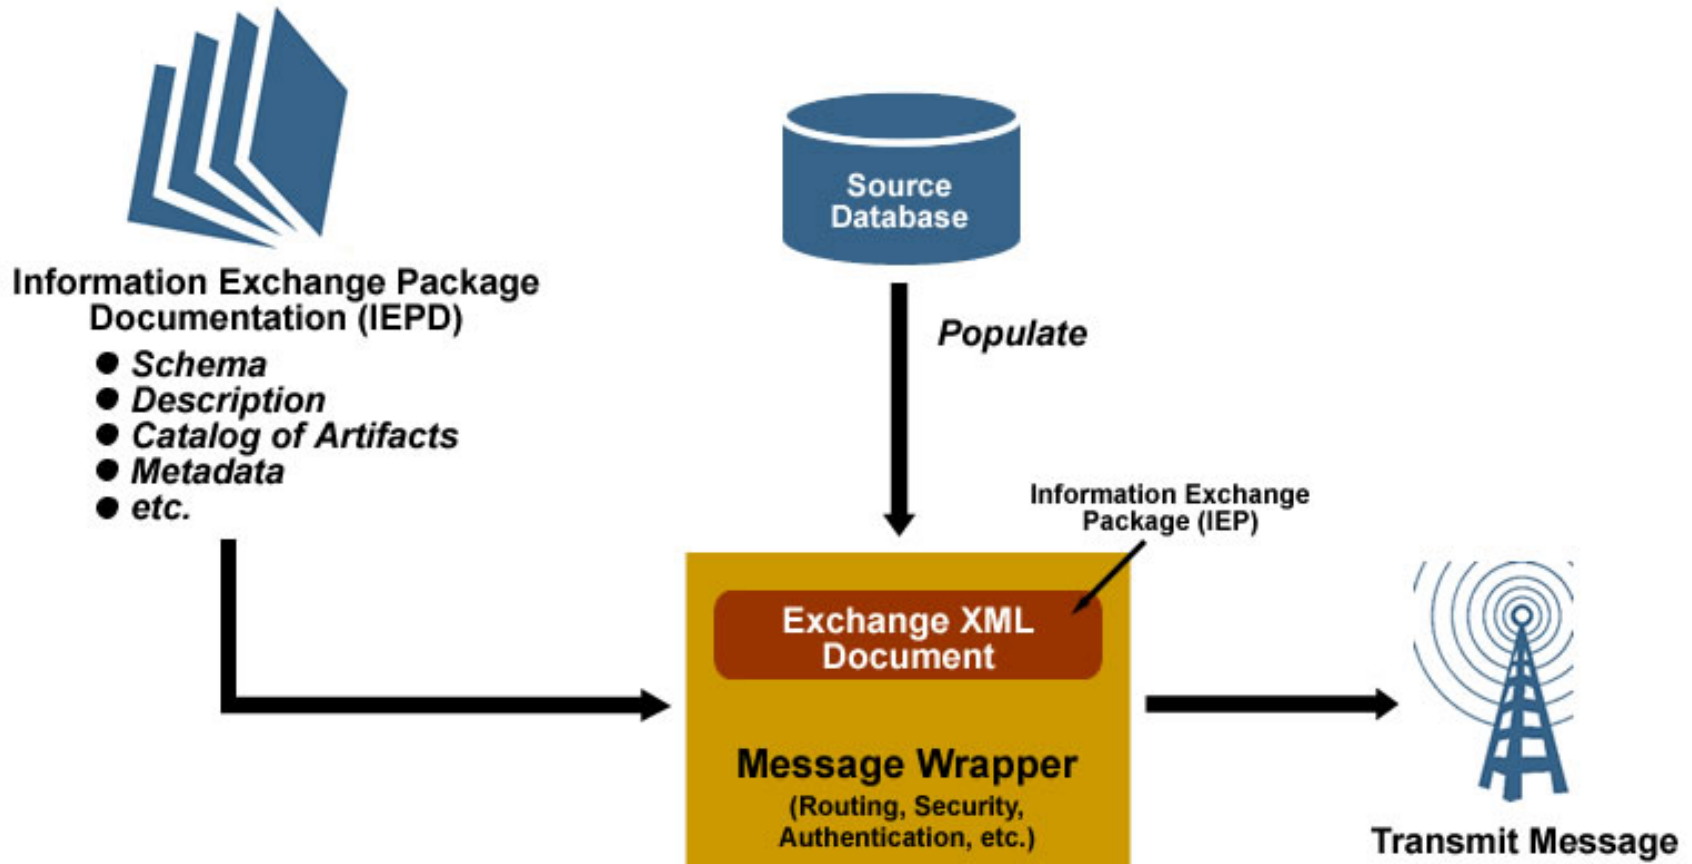 Information Exchange Package
Documentation (IEPD)
● Schema
● Description
● Catalog of Artifacts
● Metadata
● etc.
Source
Database
Populate
Information Exchange
Package (IEP)
Exchange XML
Document
Message Wrapper
(Routing, Security,
Authentication, etc.)
Transmit Message